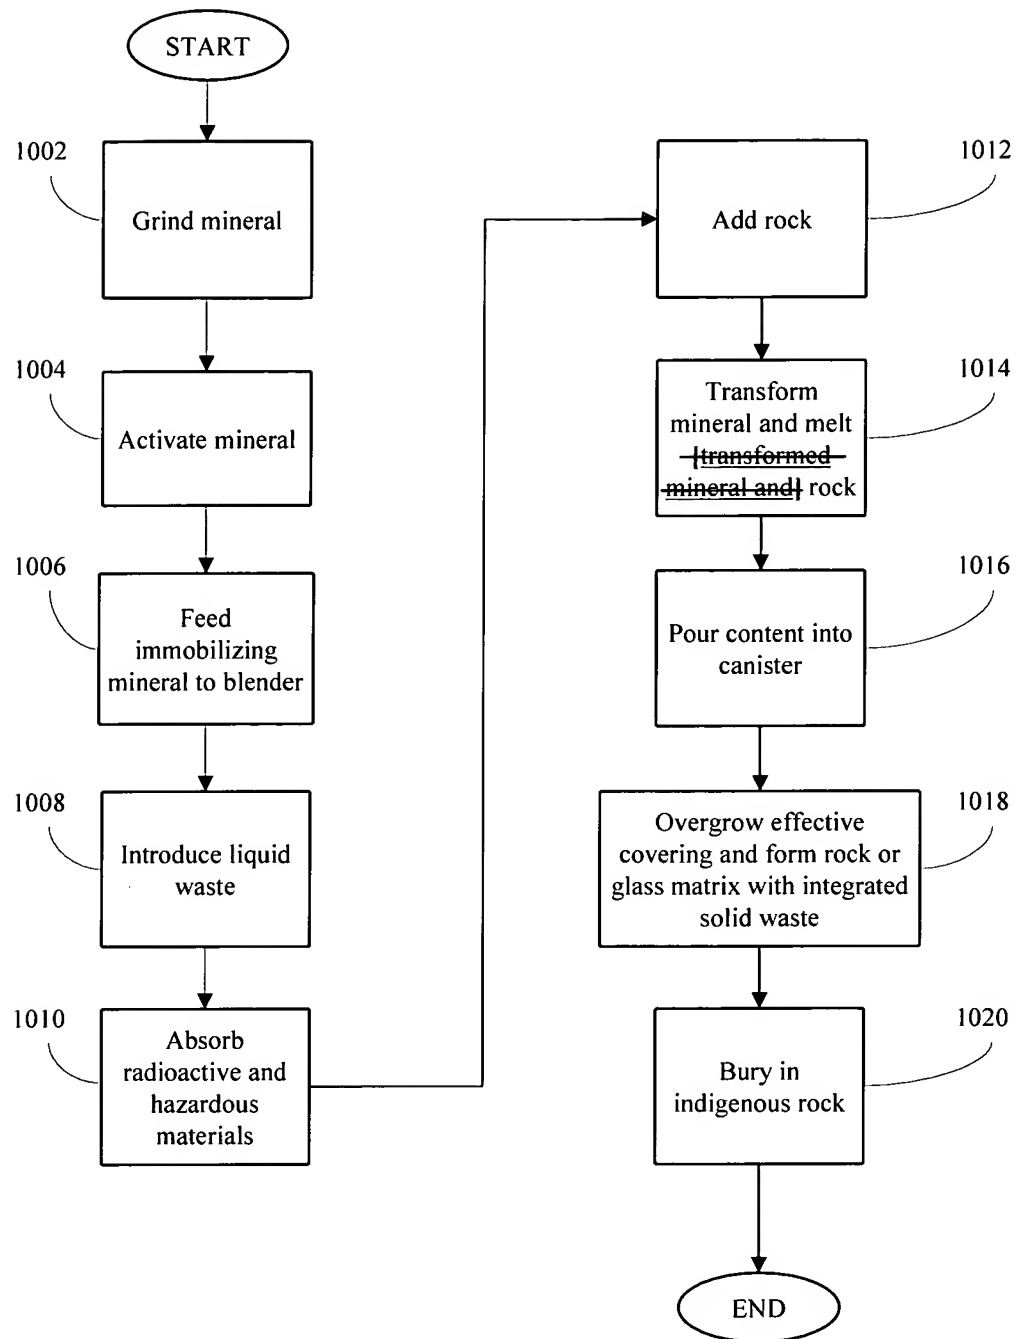 START
1002
Grind mineral
1004
Activate mineral
1006
Feed
immobilizing
mineral to blender
1008
Introduce liquid
waste
1010
Absorb
radioactive and
hazardous
materials
1012
Add rock
1014
Transform
mineral and melt
[transformed
mineral and] rock
1016
Pour content into
canister
1018
Overgrow effective
covering and form rock or
glass matrix with integrated
solid waste
1020
Bury in
indigenous rock
END